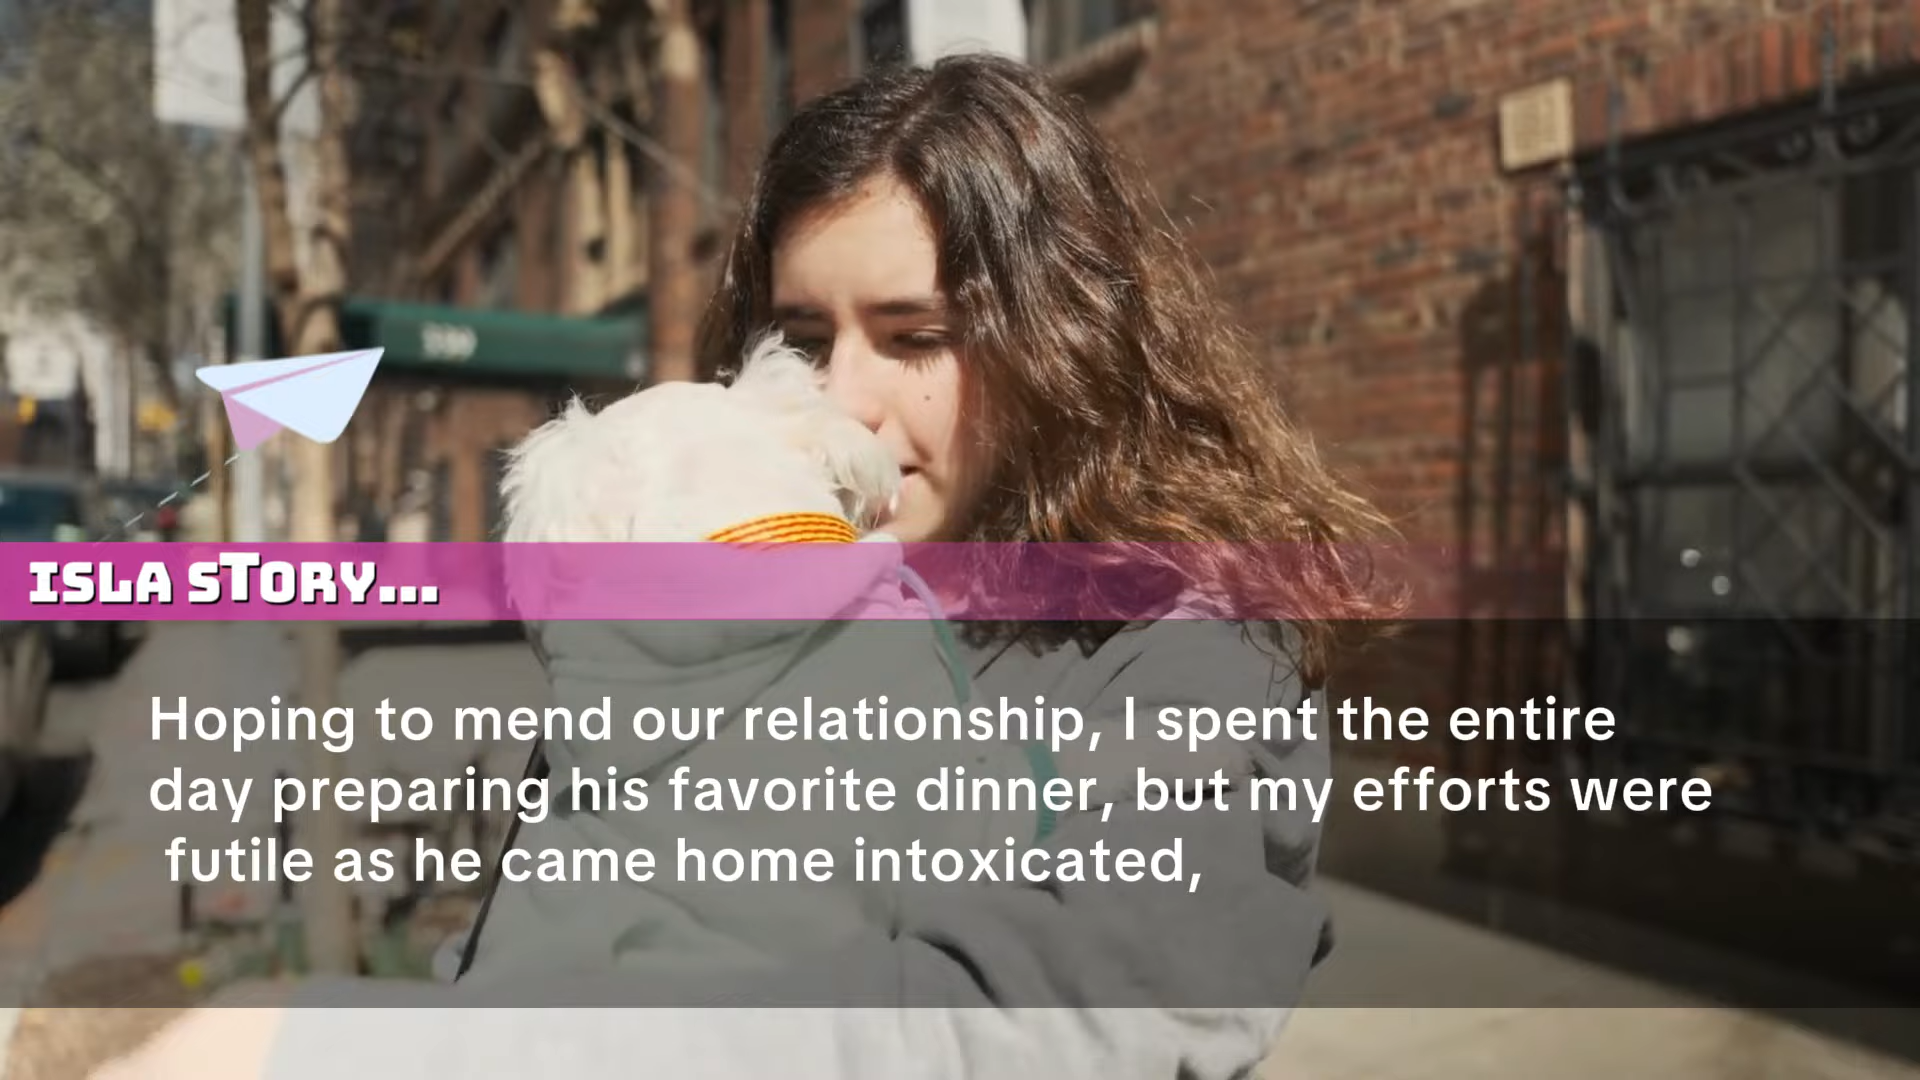 ISLA STORY...
Hoping to mend our relationship, I spent the entire
day preparing his favorite dinner, but my efforts were
futile as he came home intoxicated,